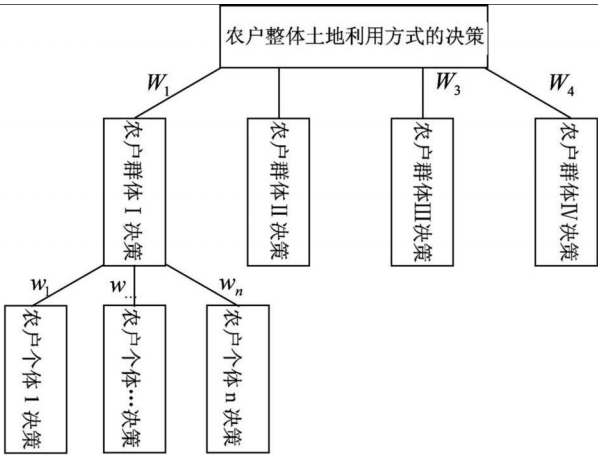 农户整体土地利用方式的决策
W₁
W₃
W₄
农户群体Ⅰ决策
农户群体Ⅱ决策
农户群体Ⅲ决策
农户群体Ⅳ决策
w₁
w...
wₙ
农户个体1决策
农户个体…决策
农户个体n决策